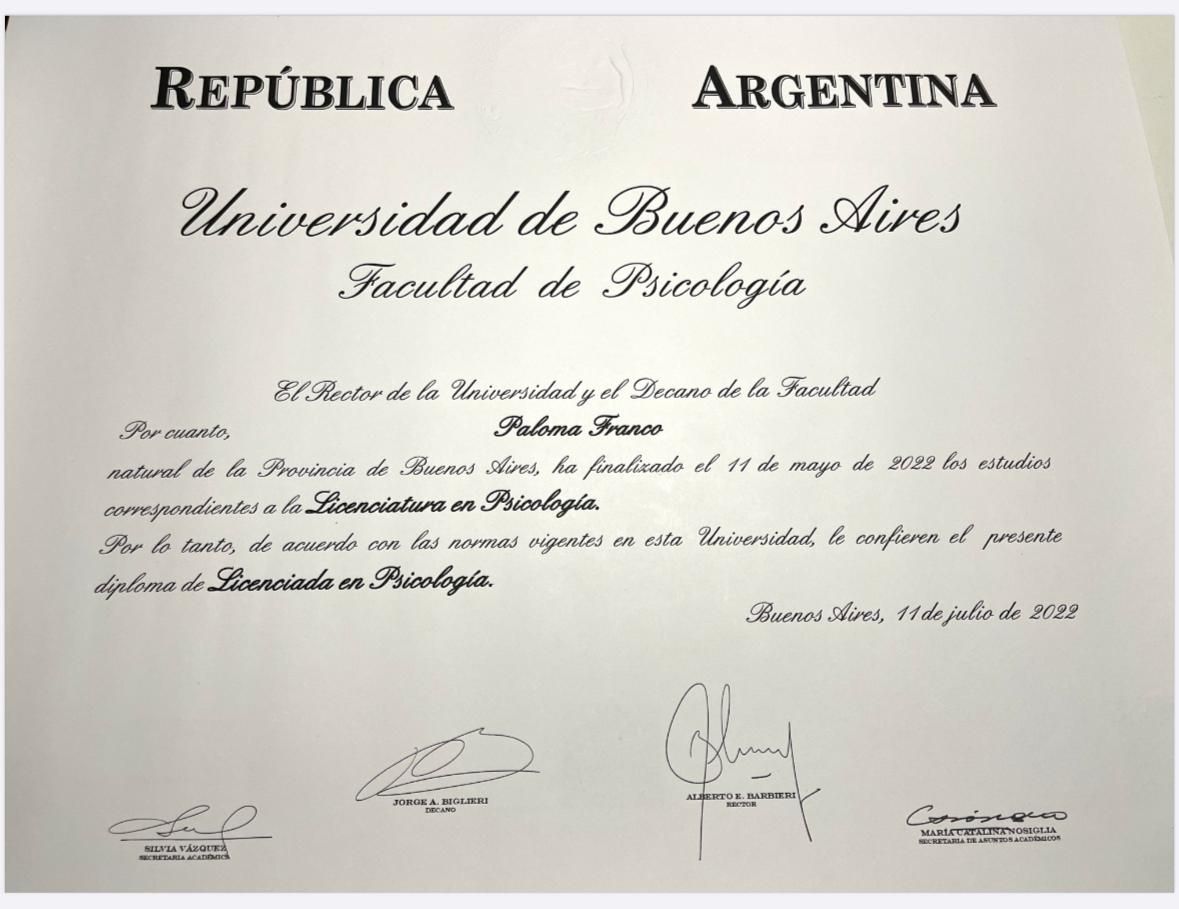 REPÚBLICA ARGENTINA
Universidad de Buenos Aires
Facultad de Psicología
El Rector de la Universidad y el Decano de la Facultad
Por cuanto, Paloma Franco
natural de la Provincia de Buenos Aires, ha finalizado el 11 de mayo de 2022 los estudios
correspondientes a la Licenciatura en Psicología.
Por lo tanto, de acuerdo con las normas vigentes en esta Universidad, le confieren el presente
diploma de Licenciada en Psicología.
Buenos Aires, 11 de julio de 2022
JORGE A. BIGLIERI
DECANO
ALBERTO E. BARBIERI
RECTOR
SILVIA VÁZQUEZ
SECRETARIA ACADÉMICA
MARÍA CATALINA NOSIGLIA
SECRETARIA DE ASUNTOS ACADÉMICOS